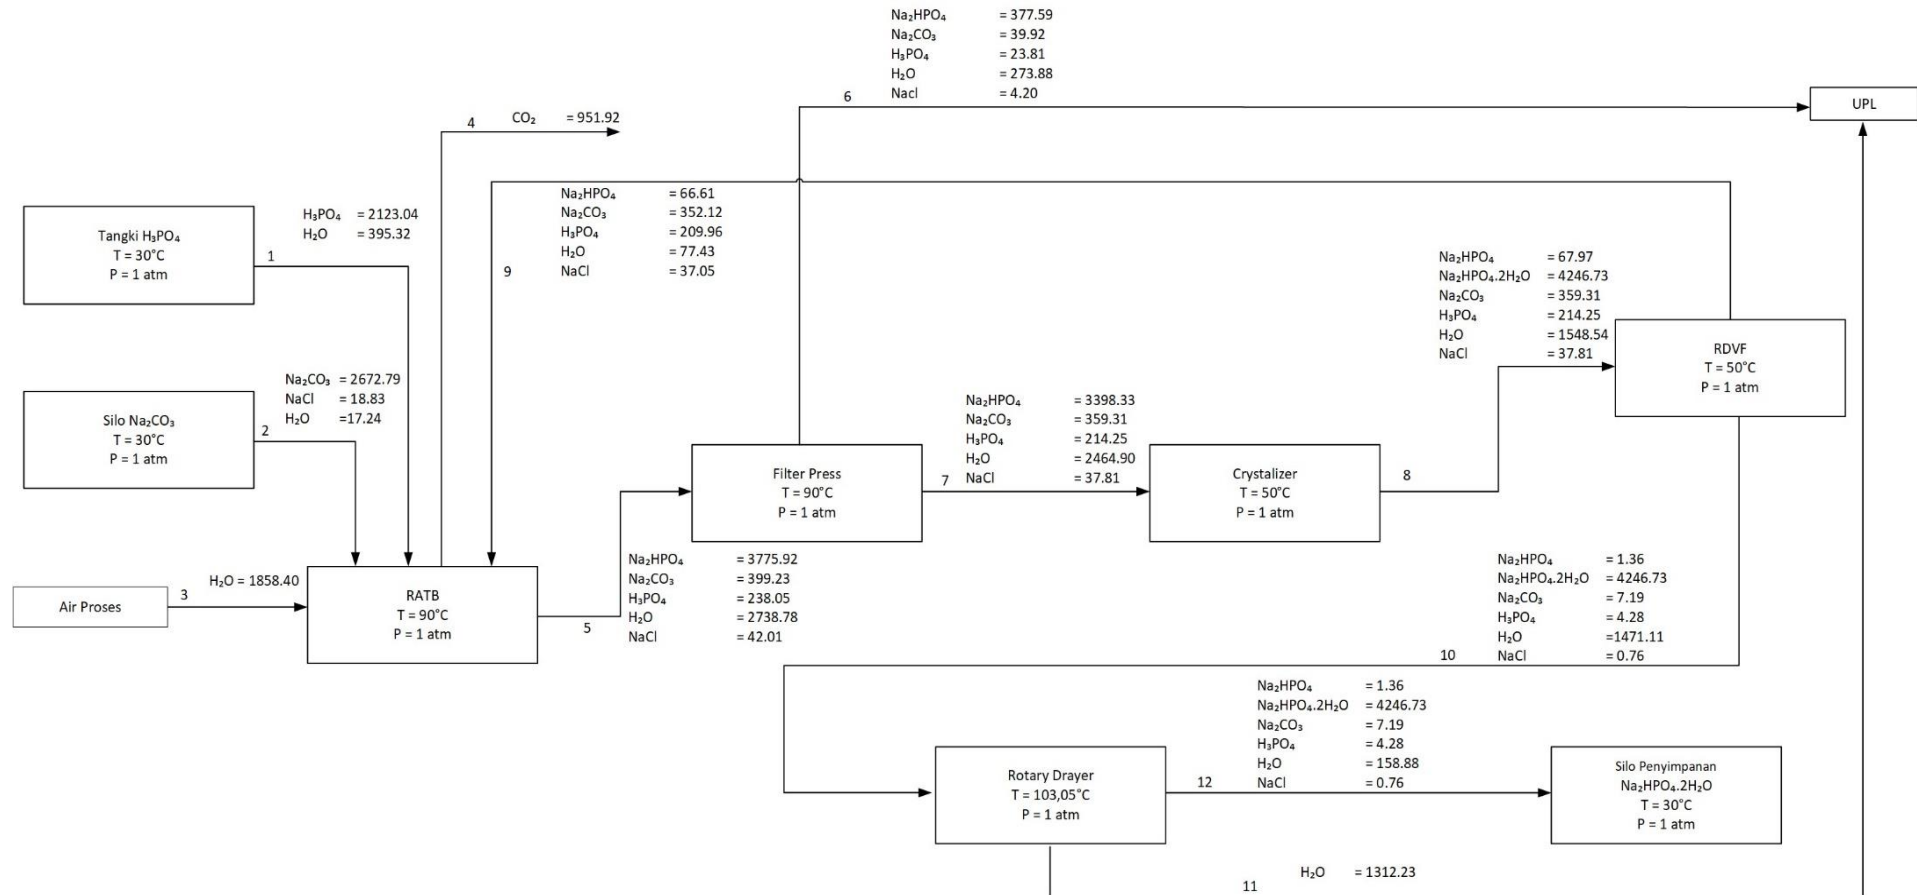 Na₂HPO₄ = 377.59
Na₂CO₃ = 39.92
H₃PO₄ = 23.81
H₂O = 273.88
Nacl = 4.20
6
UPL
4
CO₂ = 951.92
Na₂HPO₄ = 66.61
Na₂CO₃ = 352.12
H₃PO₄ = 209.96
H₂O = 77.43
NaCl = 37.05
9
Tangki H₃PO₄
T = 30°C
P = 1 atm
H₃PO₄ = 2123.04
H₂O = 395.32
1
Na₂HPO₄ = 67.97
Na₂HPO₄.2H₂O = 4246.73
Na₂CO₃ = 359.31
H₃PO₄ = 214.25
H₂O = 1548.54
NaCl = 37.81
RDVF
T = 50°C
P = 1 atm
Silo Na₂CO₃
T = 30°C
P = 1 atm
Na₂CO₃ = 2672.79
NaCl = 18.83
H₂O =17.24
2
Filter Press
T = 90°C
P = 1 atm
Na₂HPO₄ = 3398.33
Na₂CO₃ = 359.31
H₃PO₄ = 214.25
H₂O = 2464.90
NaCl = 37.81
7
Crystalizer
T = 50°C
P = 1 atm
8
Air Proses
3
H₂O = 1858.40
RATB
T = 90°C
P = 1 atm
5
Na₂HPO₄ = 3775.92
Na₂CO₃ = 399.23
H₃PO₄ = 238.05
H₂O = 2738.78
NaCl = 42.01
Na₂HPO₄ = 1.36
Na₂HPO₄.2H₂O = 4246.73
Na₂CO₃ = 7.19
H₃PO₄ = 4.28
H₂O =1471.11
NaCl = 0.76
10
Rotary Drayer
T = 103,05°C
P = 1 atm
Na₂HPO₄ = 1.36
Na₂HPO₄.2H₂O = 4246.73
Na₂CO₃ = 7.19
H₃PO₄ = 4.28
H₂O = 158.88
NaCl = 0.76
12
Silo Penyimpanan
Na₂HPO₄.2H₂O
T = 30°C
P = 1 atm
11
H₂O = 1312.23